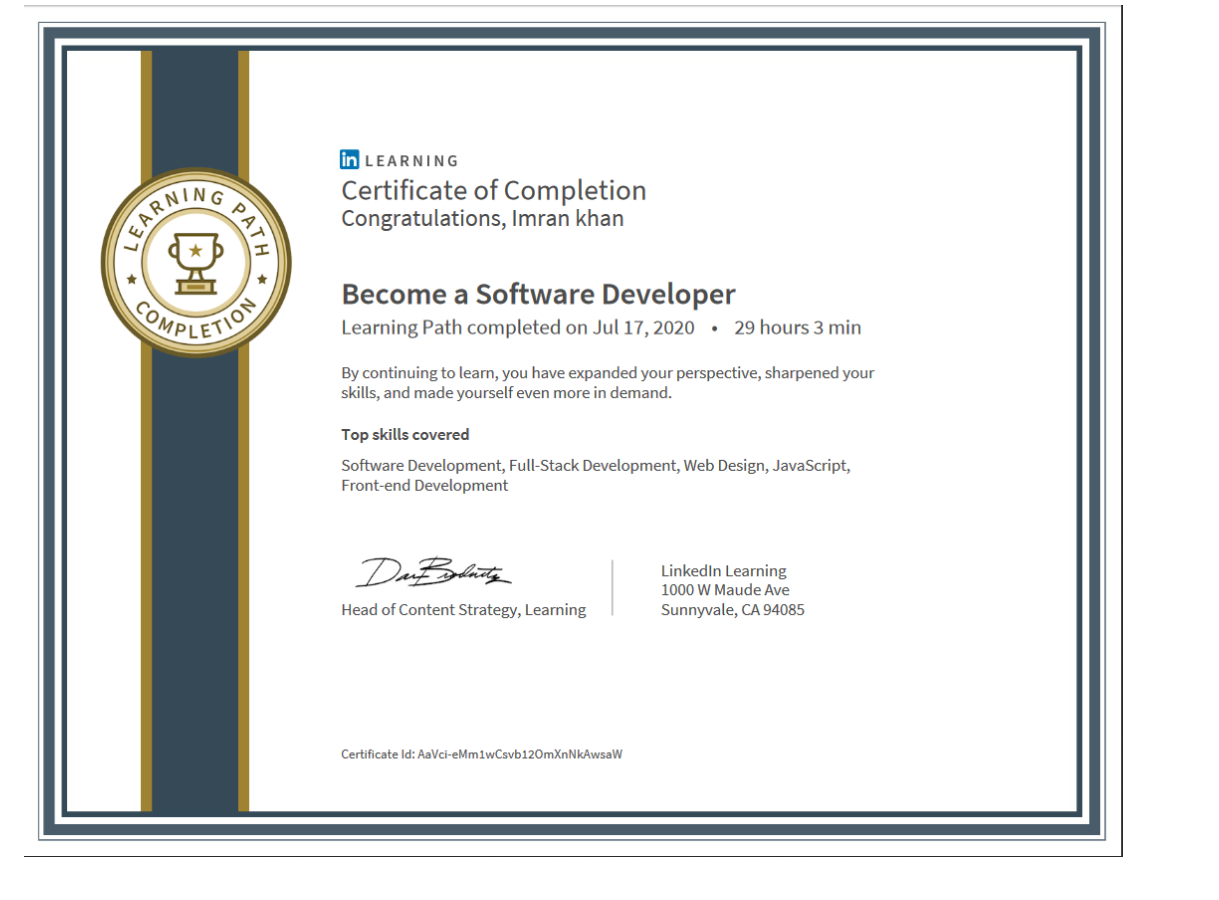 LEARNING PATH
COMPLETION
in LEARNING
Certificate of Completion
Congratulations, Imran khan
Become a Software Developer
Learning Path completed on Jul 17, 2020 • 29 hours 3 min
By continuing to learn, you have expanded your perspective, sharpened your
skills, and made yourself even more in demand.
Top skills covered
Software Development, Full-Stack Development, Web Design, JavaScript,
Front-end Development
Head of Content Strategy, Learning
LinkedIn Learning
1000 W Maude Ave
Sunnyvale, CA 94085
Certificate Id: AaVci-eMm1wCsvb12OmXnNkAwsaW